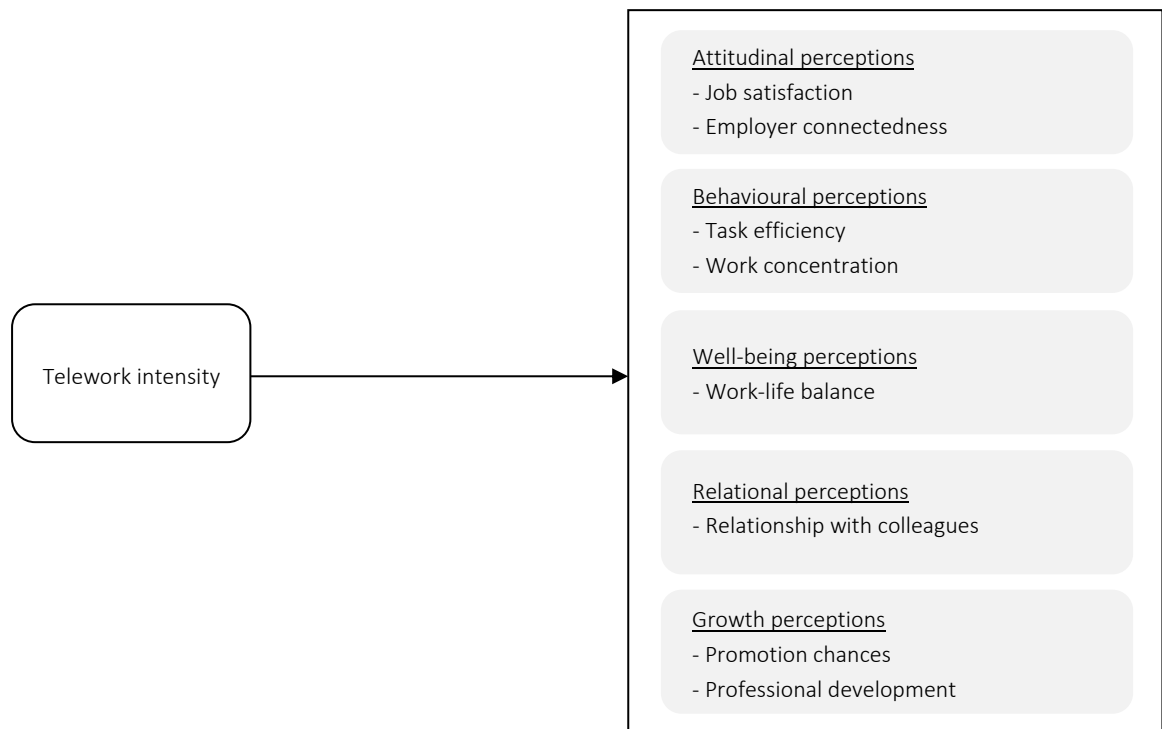 Telework intensity
Attitudinal perceptions
- Job satisfaction
- Employer connectedness
Behavioural perceptions
- Task efficiency
- Work concentration
Well-being perceptions
- Work-life balance
Relational perceptions
- Relationship with colleagues
Growth perceptions
- Promotion chances
- Professional development